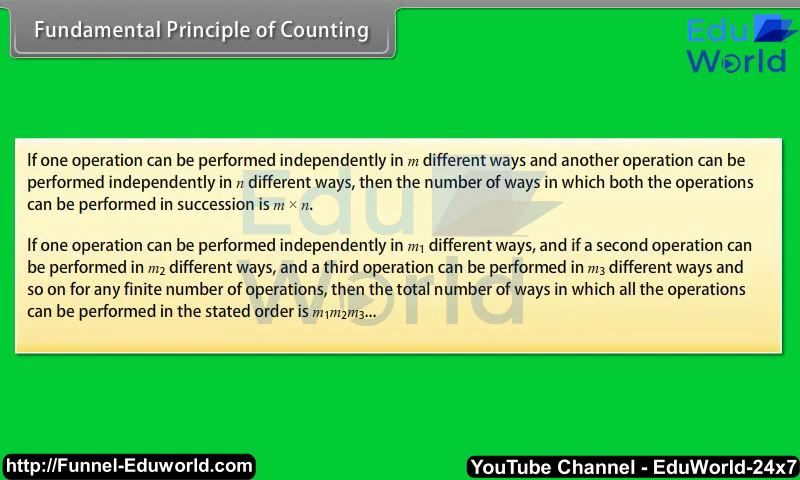 Fundamental Principle of Counting
Edu
World
If one operation can be performed independently in m different ways and another operation can be
performed independently in n different ways, then the number of ways in which both the operations
can be performed in succession is m × n.
If one operation can be performed independently in m₁ different ways, and if a second operation can
be performed in m₂ different ways, and a third operation can be performed in m₃ different ways and
so on for any finite number of operations, then the total number of ways in which all the operations
can be performed in the stated order is m₁m₂m₃...
Edu
World
http://Funnel-Eduworld.com
YouTube Channel - EduWorld-24x7